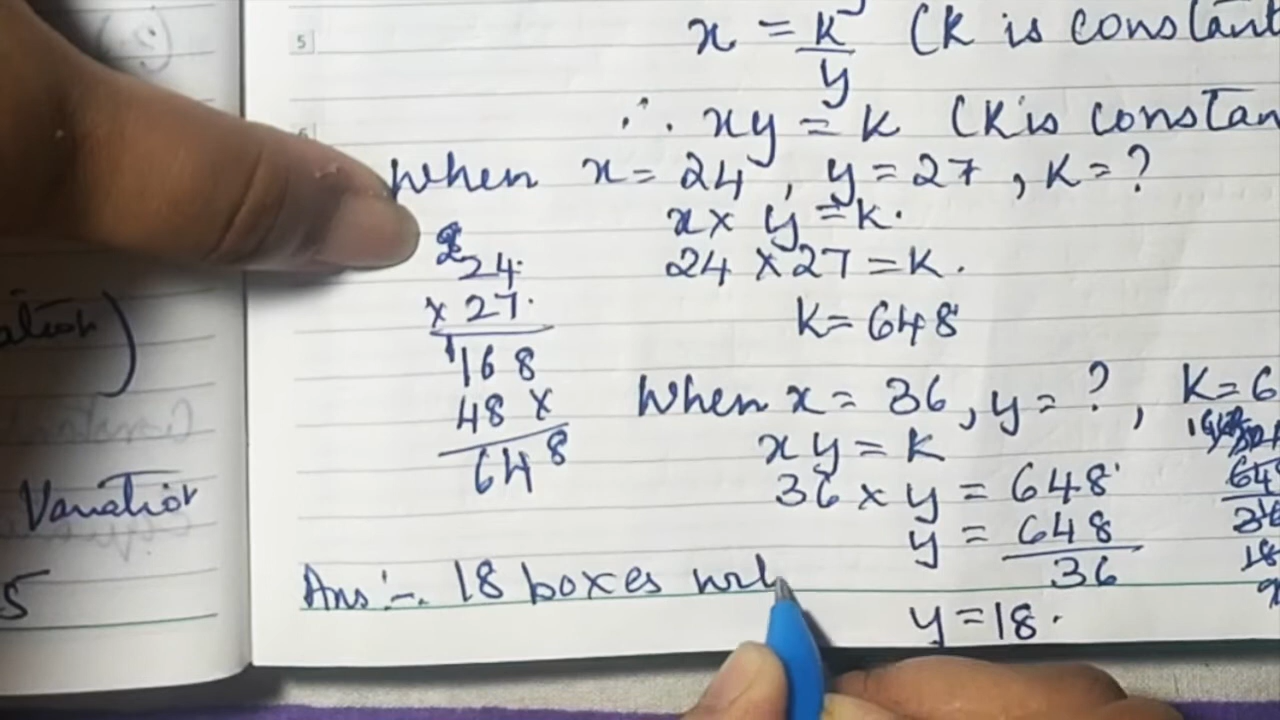 x = k/y (k is constant
∴ xy = k (k is constan
When x = 24, y = 27, k = ?
x × y = k.
24 × 27 = k.
k = 648
24
× 27
168
48 ×
648
When x = 36, y = ?, k = 6
xy = k
36 × y = 648
y = 648/36
y = 18.
Ans :- 18 boxes
Variation
5